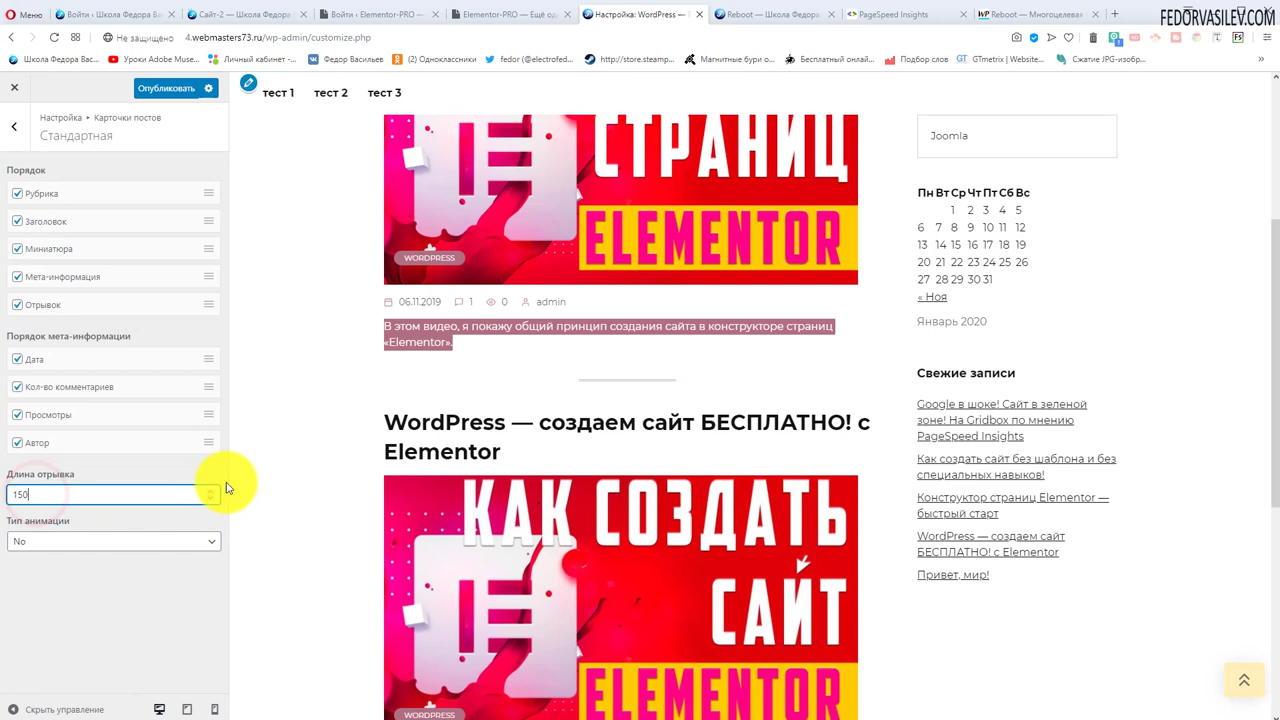 Меню
Войти ‹ Школа Федора Ва
Сайт-2 — Школа Федора
Войти ‹ Elementor-PRO —
Elementor-PRO — Ещё од
Настройка: WordPress —
Reboot — Школа Федора
PageSpeed Insights
Reboot — Многоцелевая
FEDORVASILEV.COM
Не защищено
4.webmasters73.ru/wp-admin/customize.php
Школа Федора Вас...
Уроки Adobe Muse...
Личный кабинет -...
Федор Васильев
(2) Одноклассники
fedor (@electrofed...
http://store.steamp...
Магнитные бури о...
Бесплатный онлай...
Подбор слов
GTmetrix | Website...
Сжатие JPG-изобр...
Опубликовать
тест 1
тест 2
тест 3
Настройка ▸ Карточки постов
Стандартная
Порядок
Рубрика
Заголовок
Миниатюра
Мета-информация
Отрывок
Порядок мета-информации
Дата
Кол-во комментариев
Просмотры
Автор
Длина отрывка
150
Тип анимации
No
Скрыть управление
СТРАНИЦ
ELEMENTOR
WORDPRESS
06.11.2019 1 0 admin
В этом видео, я покажу общий принцип создания сайта в конструкторе страниц
«Elementor».
WordPress — создаем сайт БЕСПЛАТНО! с
Elementor
КАК СОЗДАТЬ
САЙТ
ELEMENTOR
WORDPRESS
Joomla
Пн Вт Ср Чт Пт Сб Вс
1 2 3 4 5
6 7 8 9 10 11 12
13 14 15 16 17 18 19
20 21 22 23 24 25 26
27 28 29 30 31
« Ноя
Январь 2020
Свежие записи
Google в шоке! Сайт в зеленой
зоне! На Gridbox по мнению
PageSpeed Insights
Как создать сайт без шаблона и без
специальных навыков!
Конструктор страниц Elementor —
быстрый старт
WordPress — создаем сайт
БЕСПЛАТНО! с Elementor
Привет, мир!